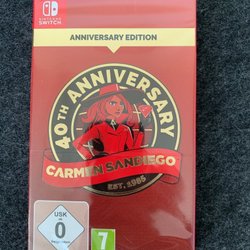 NINTENDO
SWITCH
ANNIVERSARY EDITION
40TH ANNIVERSARY
CARMEN SANDIEGO
EST. 1985
USK
0
7